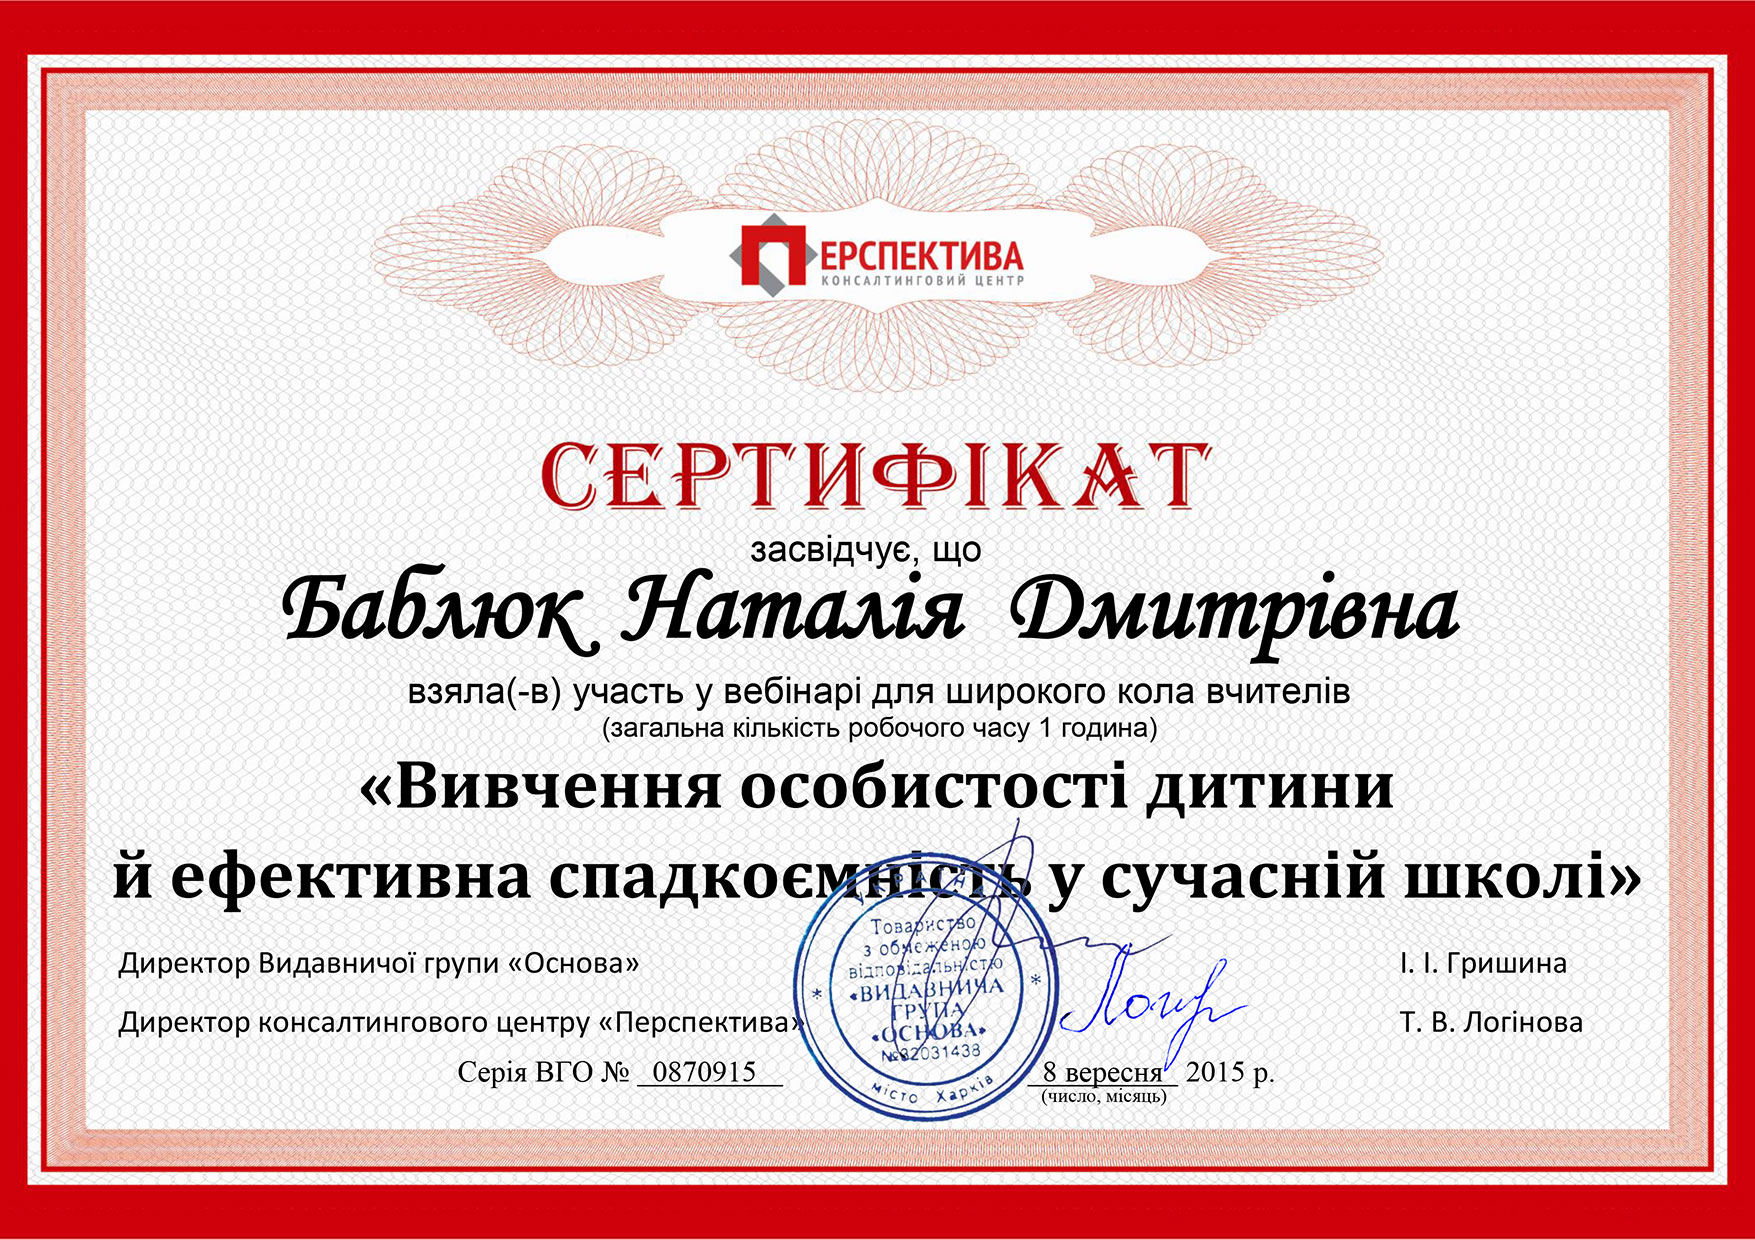 ПЕРСПЕКТИВА
КОНСАЛТИНГОВИЙ ЦЕНТР
СЕРТИФІКАТ
засвідчує, що
Баблюк Наталія Дмитрівна
взяла(-в) участь у вебінарі для широкого кола вчителів
(загальна кількість робочого часу 1 година)
«Вивчення особистості дитини
й ефективна спадкоємність у сучасній школі»
Директор Видавничої групи «Основа» І. І. Гришина
Директор консалтингового центру «Перспектива» Т. В. Логінова
Серія ВГО № 0870915 8 вересня 2015 р.
(число, місяць)
УКРАЇНА
Товариство
з обмеженою
відповідальністю
«ВИДАВНИЧА
ГРУПА
«ОСНОВА»
№32031438
місто Харків